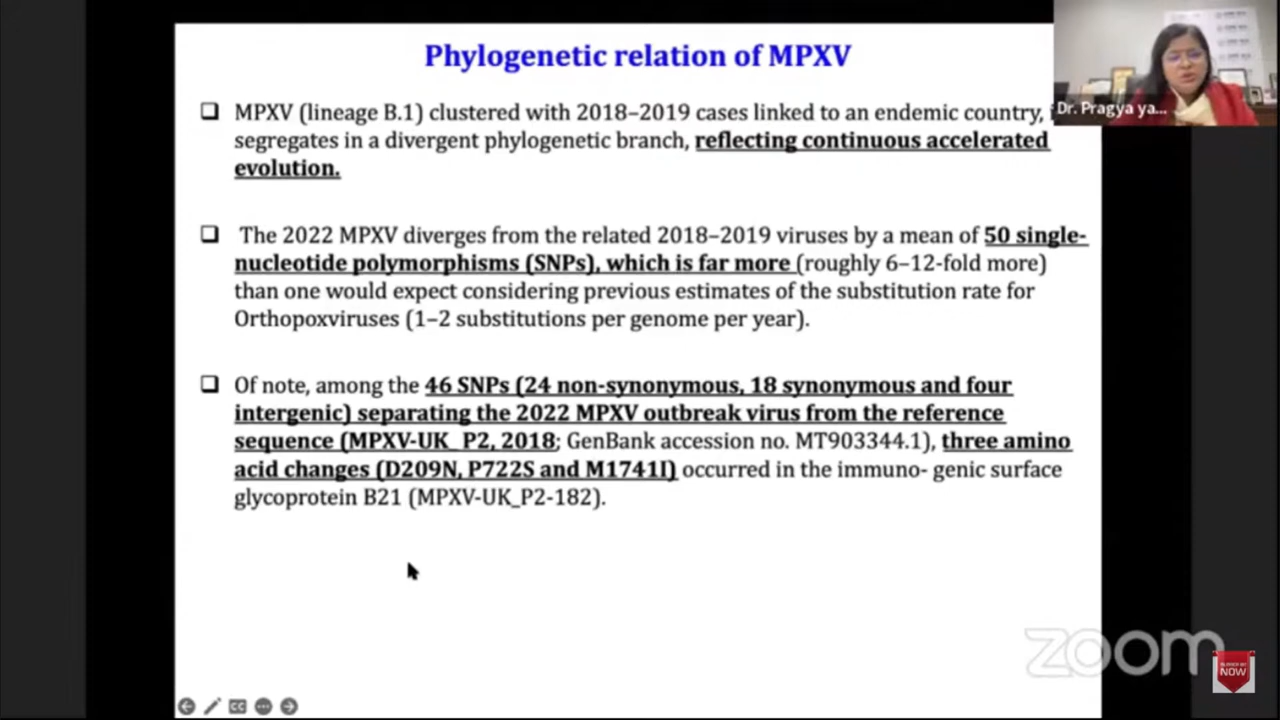 Phylogenetic relation of MPXV
MPXV (lineage B.1) clustered with 2018–2019 cases linked to an endemic country,
segregates in a divergent phylogenetic branch, reflecting continuous accelerated
evolution.
The 2022 MPXV diverges from the related 2018–2019 viruses by a mean of 50 single-
nucleotide polymorphisms (SNPs), which is far more (roughly 6–12-fold more)
than one would expect considering previous estimates of the substitution rate for
Orthopoxviruses (1–2 substitutions per genome per year).
Of note, among the 46 SNPs (24 non-synonymous, 18 synonymous and four
intergenic) separating the 2022 MPXV outbreak virus from the reference
sequence (MPXV-UK_P2, 2018; GenBank accession no. MT903344.1), three amino
acid changes (D209N, P722S and M1741I) occurred in the immuno- genic surface
glycoprotein B21 (MPXV-UK_P2-182).
Dr. Pragya ya...
zoom
NOW
CC